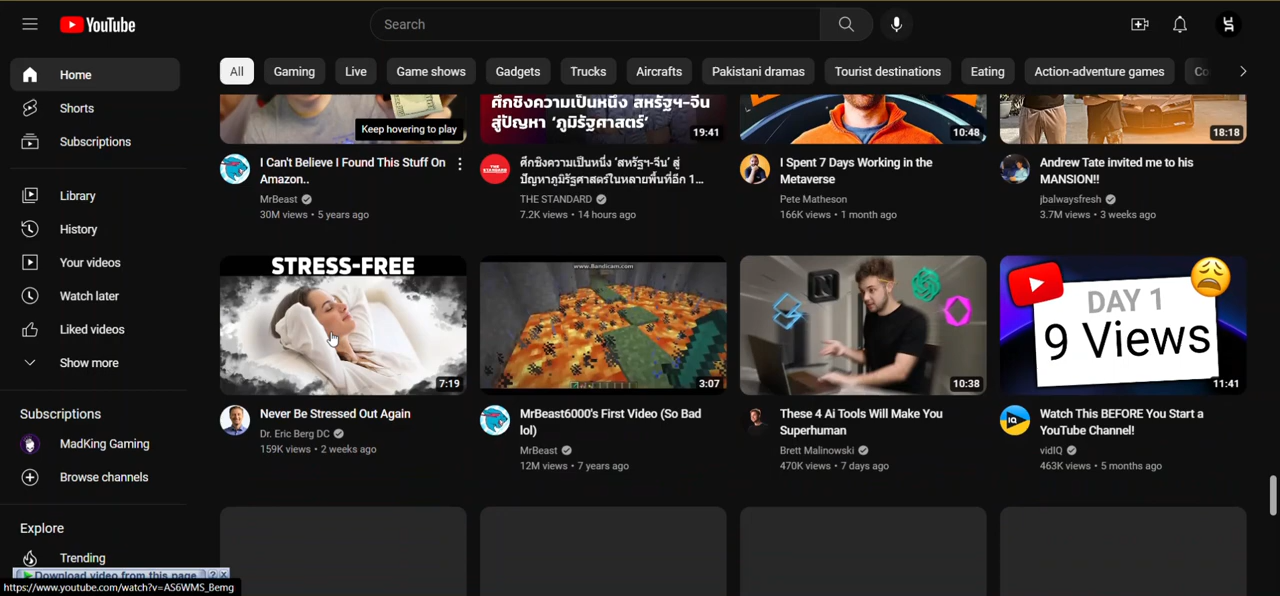 YouTube
Search
Home
Shorts
Subscriptions
Library
History
Your videos
Watch later
Liked videos
Show more
Subscriptions
MadKing Gaming
Browse channels
Explore
Trending
Download video from this page ? x
https://www.youtube.com/watch?v=AS6WMS_Bemg
All Gaming Live Game shows Gadgets Trucks Aircrafts Pakistani dramas Tourist destinations Eating Action-adventure games Co
Keep hovering to play
I Can't Believe I Found This Stuff On
Amazon..
MrBeast
30M views • 5 years ago
ศึกชิงความเป็นหนึ่ง สหรัฐฯ-จีน
สู่ปัญหา ‘ภูมิรัฐศาสตร์’
19:41
ศึกชิงความเป็นหนึ่ง ‘สหรัฐฯ-จีน’ สู่
ปัญหาภูมิรัฐศาสตร์ในหลายพื้นที่อีก 1...
THE STANDARD
THE STANDARD
7.2K views • 14 hours ago
10:48
I Spent 7 Days Working in the
Metaverse
Pete Matheson
166K views • 1 month ago
18:18
Andrew Tate invited me to his
MANSION!!
jbalwaysfresh
3.7M views • 3 weeks ago
STRESS-FREE
7:19
Never Be Stressed Out Again
Dr. Eric Berg DC
159K views • 2 weeks ago
www.Bandicam.com
3:07
MrBeast6000's First Video (So Bad
lol)
MrBeast
12M views • 7 years ago
10:38
These 4 Ai Tools Will Make You
Superhuman
Brett Malinowski
470K views • 7 days ago
DAY 1
9 Views
11:41
IQ
Watch This BEFORE You Start a
YouTube Channel!
vidIQ
463K views • 5 months ago